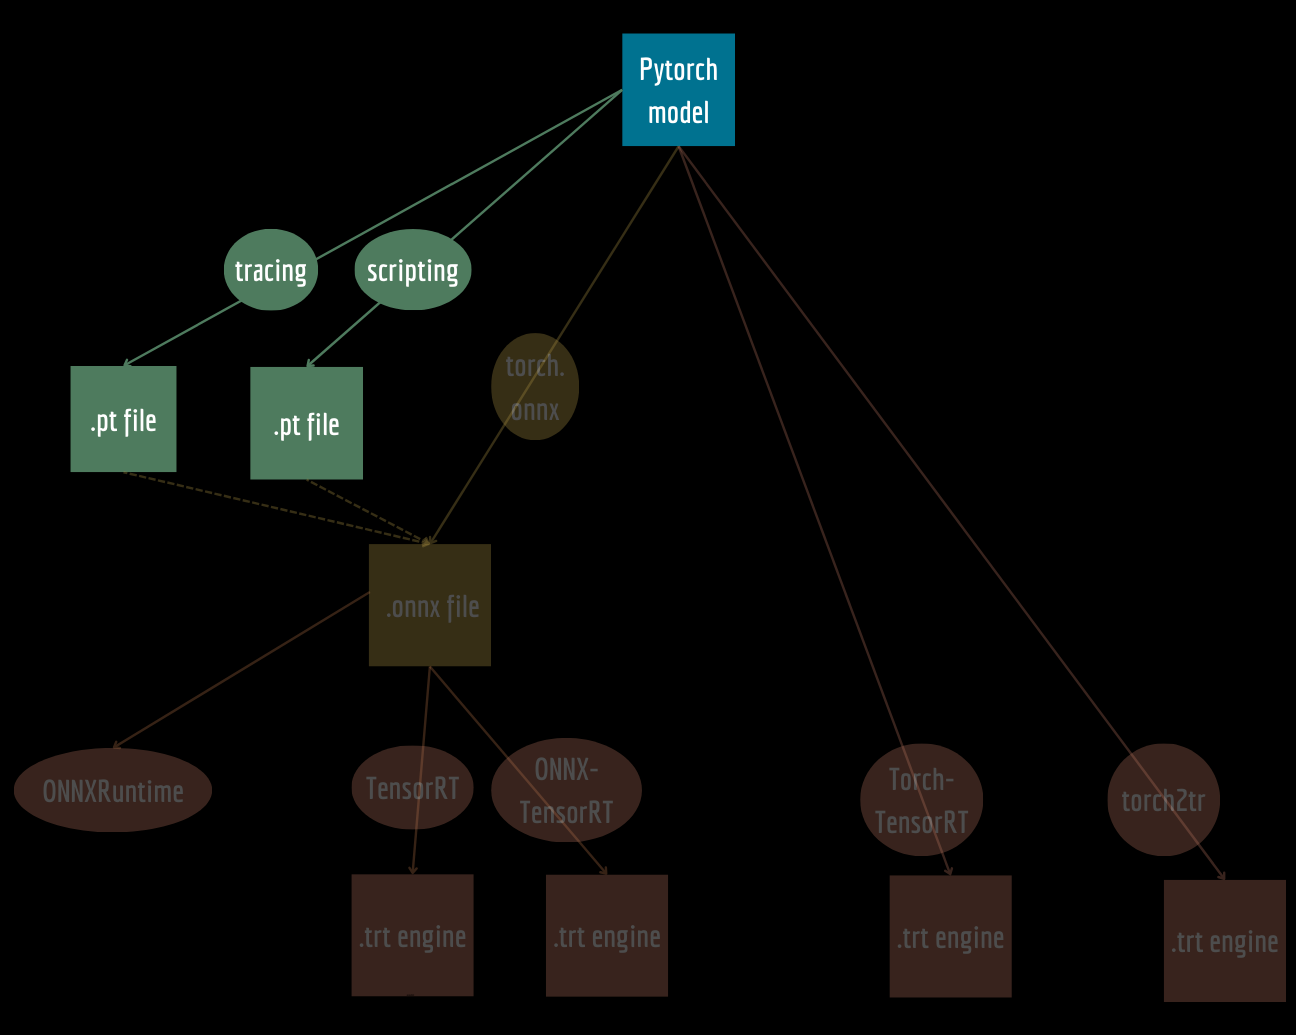 Pytorch
model
tracing
scripting
torch.
onnx
.pt file
.pt file
.onnx file
ONNXRuntime
TensorRT
ONNX-
TensorRT
Torch-
TensorRT
torch2tr
.trt engine
.trt engine
.trt engine
.trt engine